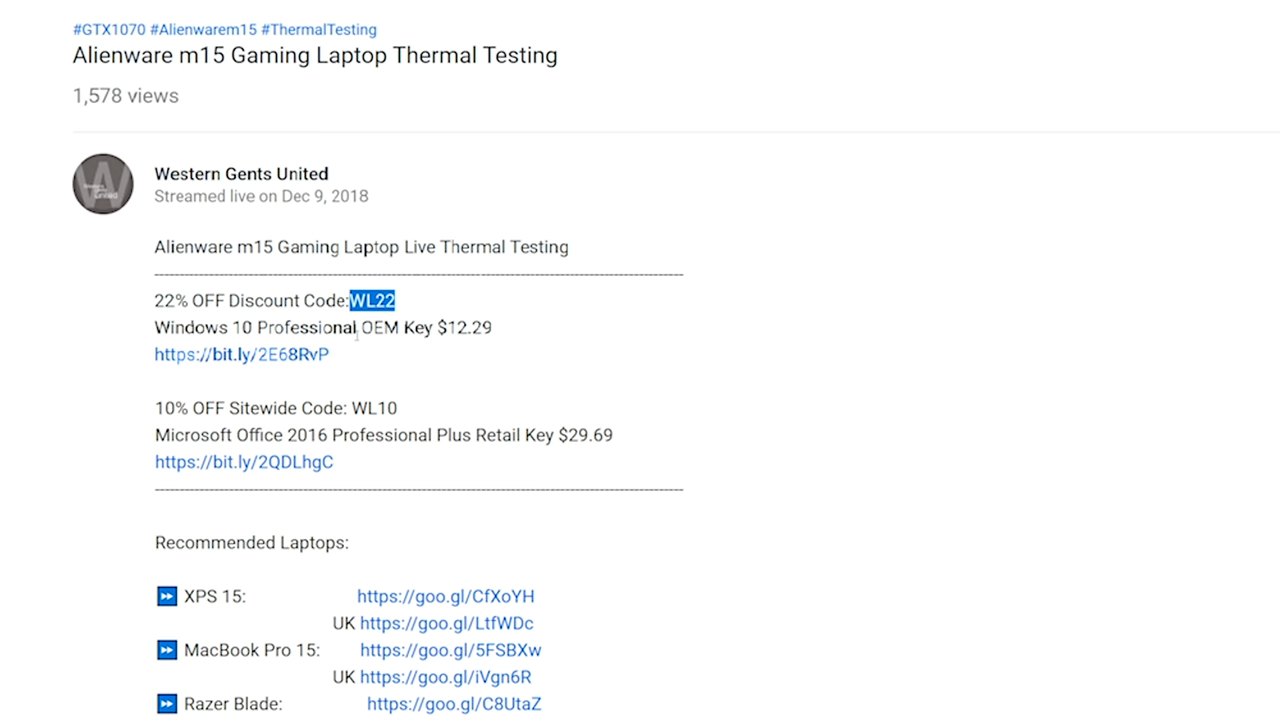 #GTX1070 #Alienwarem15 #ThermalTesting
Alienware m15 Gaming Laptop Thermal Testing
1,578 views
Western Gents United
Streamed live on Dec 9, 2018
Alienware m15 Gaming Laptop Live Thermal Testing
22% OFF Discount Code:WL22
Windows 10 Professional OEM Key $12.29
https://bit.ly/2E68RvP
10% OFF Sitewide Code: WL10
Microsoft Office 2016 Professional Plus Retail Key $29.69
https://bit.ly/2QDLhgC
Recommended Laptops:
XPS 15: https://goo.gl/CfXoYH
UK https://goo.gl/LtfWDc
MacBook Pro 15: https://goo.gl/5FSBXw
UK https://goo.gl/iVgn6R
Razer Blade: https://goo.gl/C8UtaZ